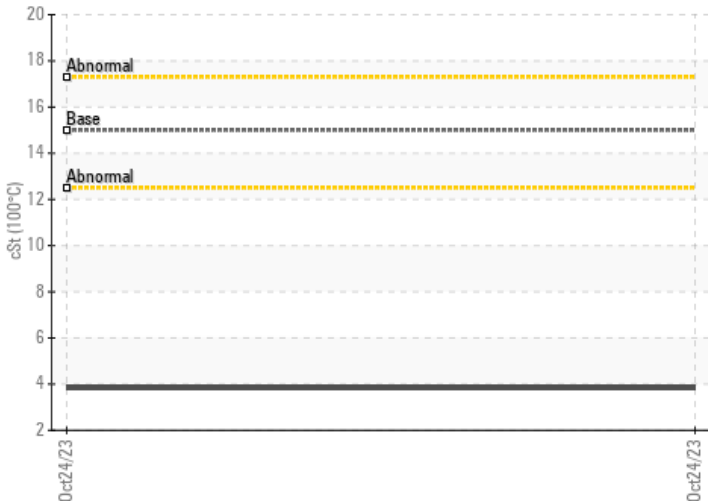 20
18
Abnormal
16
Base
14
Abnormal
12
cSt (100°C)
10
8
6
4
2
Oct24/23
Oct24/23